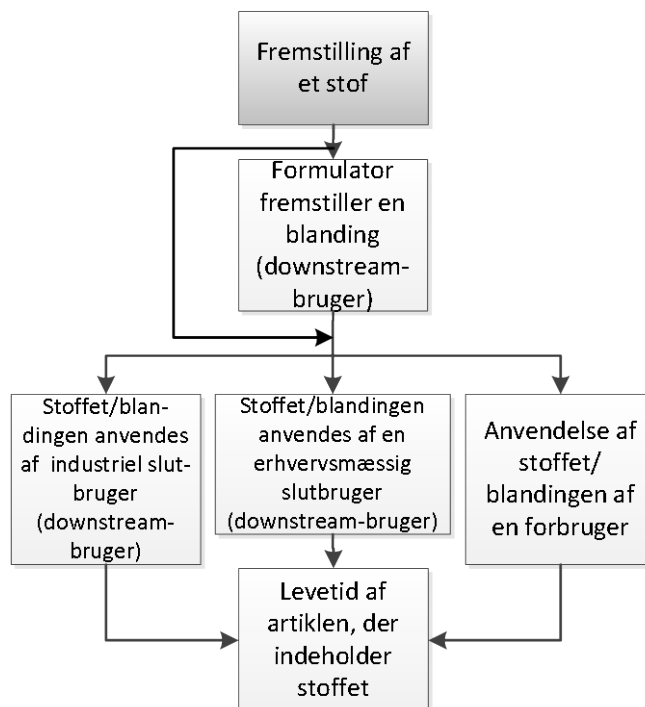 Fremstilling af
et stof
Formulator
fremstiller en
blanding
(downstream-
bruger)
Stoffet/blan-
dingen anvendes
af industriel slut-
bruger
(downstream-
bruger)
Stoffet/blandingen
anvendes af en
erhvervsmæssig
slutbruger
(downstream-bruger)
Anvendelse af
stoffet/
blandingen af
en forbruger
Levetid af
artiklen, der
indeholder
stoffet